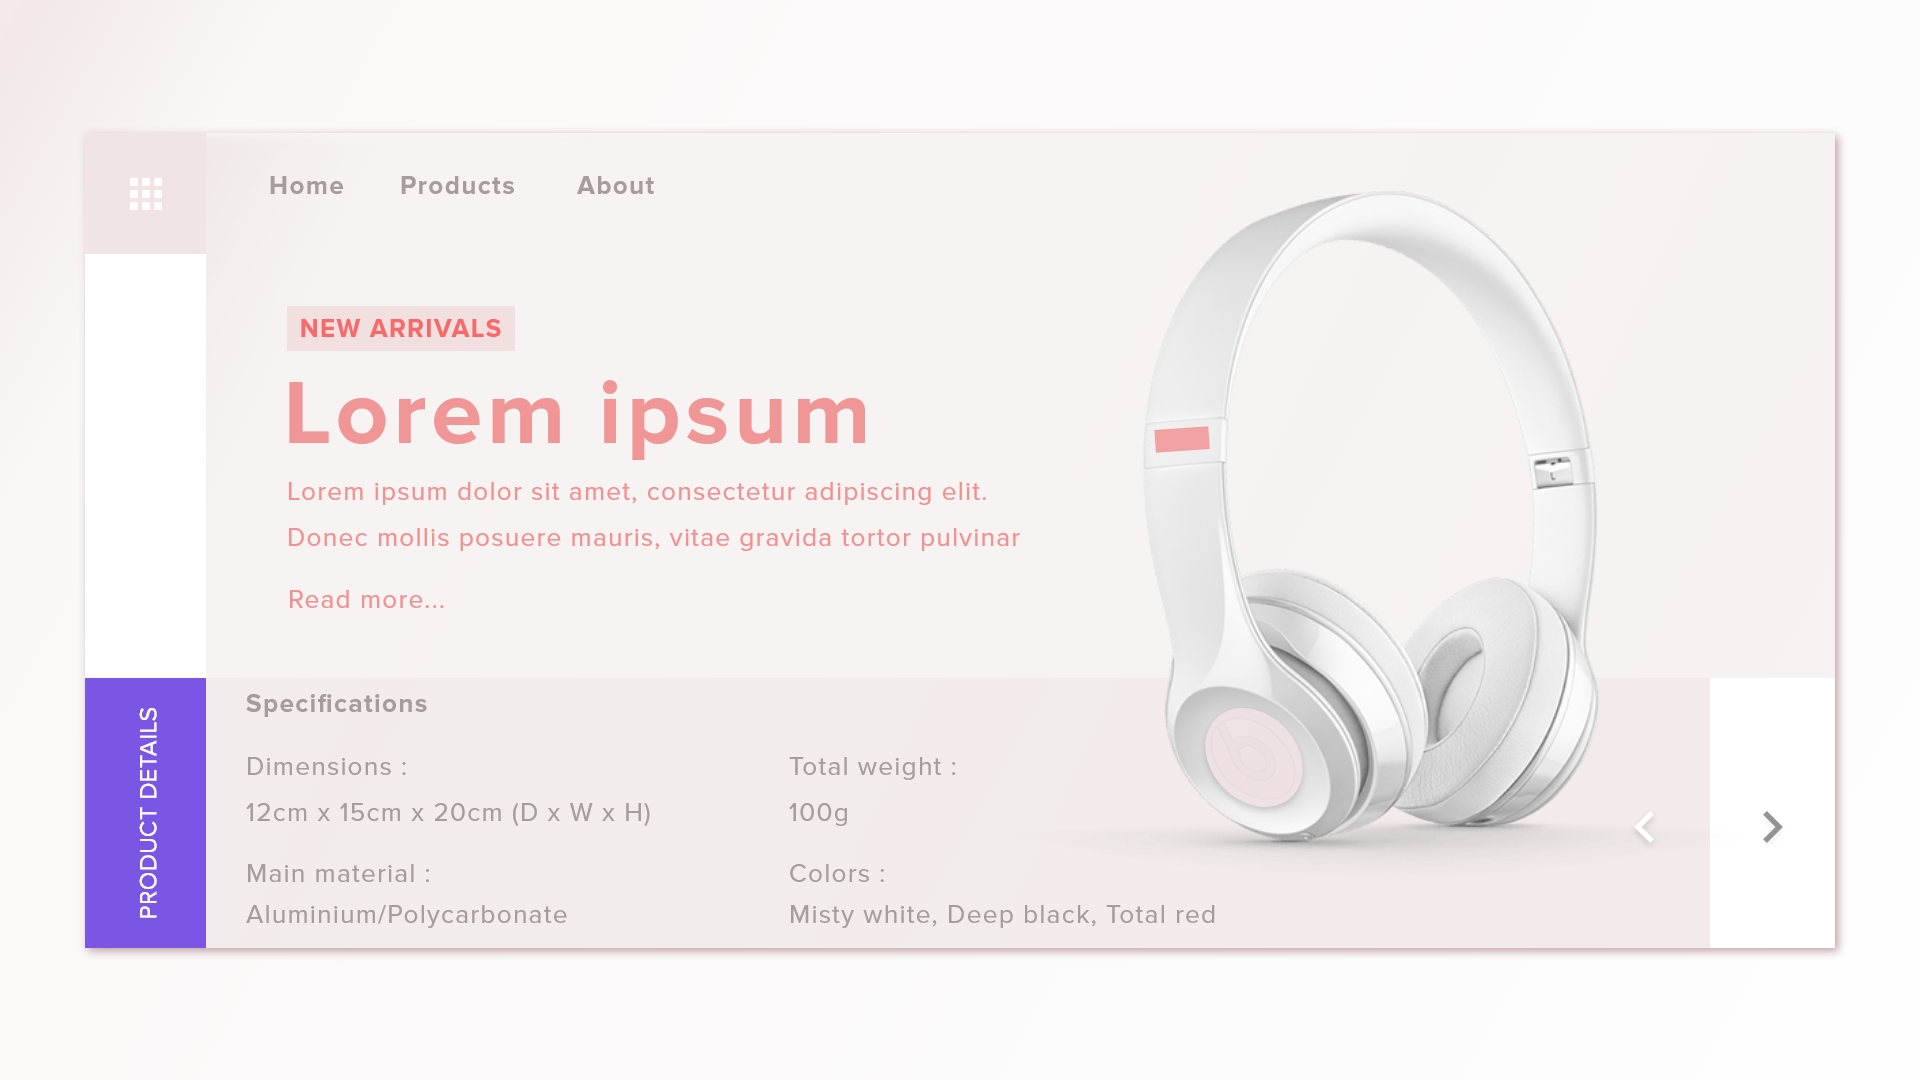 Home Products About
NEW ARRIVALS
Lorem ipsum
Lorem ipsum dolor sit amet, consectetur adipiscing elit.
Donec mollis posuere mauris, vitae gravida tortor pulvinar
Read more...
PRODUCT DETAILS
Specifications
Dimensions :
12cm x 15cm x 20cm (D x W x H)
Main material :
Aluminium/Polycarbonate
Total weight :
100g
Colors :
Misty white, Deep black, Total red